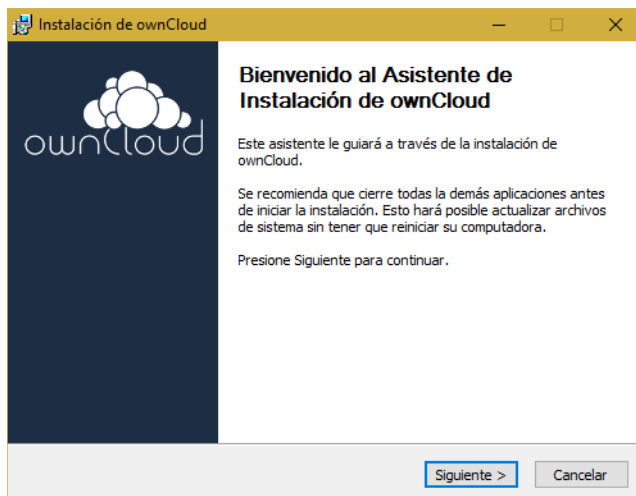 Instalación de ownCloud
ownCloud
Bienvenido al Asistente de
Instalación de ownCloud
Este asistente le guiará a través de la instalación de
ownCloud.
Se recomienda que cierre todas la demás aplicaciones antes
de iniciar la instalación. Esto hará posible actualizar archivos
de sistema sin tener que reiniciar su computadora.
Presione Siguiente para continuar.
Siguiente >
Cancelar